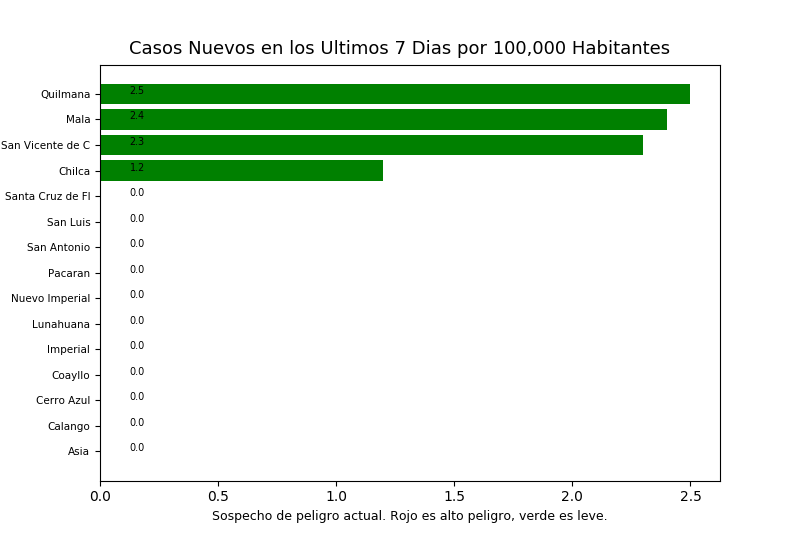 Casos Nuevos en los Ultimos 7 Dias por 100,000 Habitantes
Quilmana 2.5
Mala 2.4
San Vicente de C 2.3
Chilca 1.2
Santa Cruz de Fl 0.0
San Luis 0.0
San Antonio 0.0
Pacaran 0.0
Nuevo Imperial 0.0
Lunahuana 0.0
Imperial 0.0
Coayllo 0.0
Cerro Azul 0.0
Calango 0.0
Asia 0.0
0.0 0.5 1.0 1.5 2.0 2.5
Sospecho de peligro actual. Rojo es alto peligro, verde es leve.